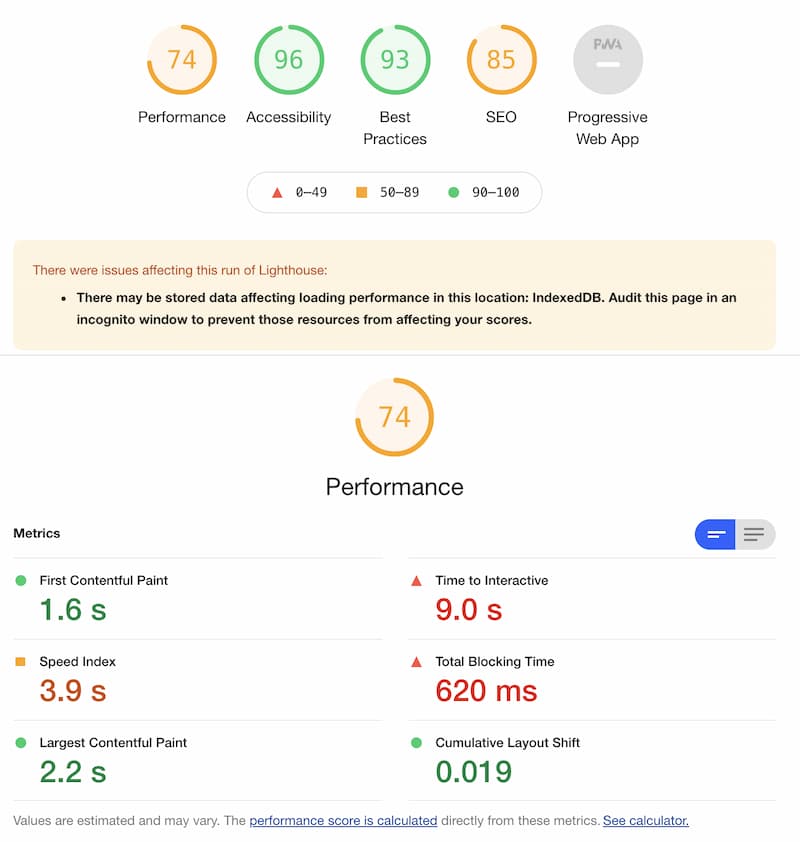 74 96 93 85 PWA
Performance Accessibility Best Practices SEO Progressive Web App
0–49 50–89 90–100
There were issues affecting this run of Lighthouse:
• There may be stored data affecting loading performance in this location: IndexedDB. Audit this page in an
incognito window to prevent those resources from affecting your scores.
74
Performance
Metrics
First Contentful Paint
1.6 s
Time to Interactive
9.0 s
Speed Index
3.9 s
Total Blocking Time
620 ms
Largest Contentful Paint
2.2 s
Cumulative Layout Shift
0.019
Values are estimated and may vary. The performance score is calculated directly from these metrics. See calculator.